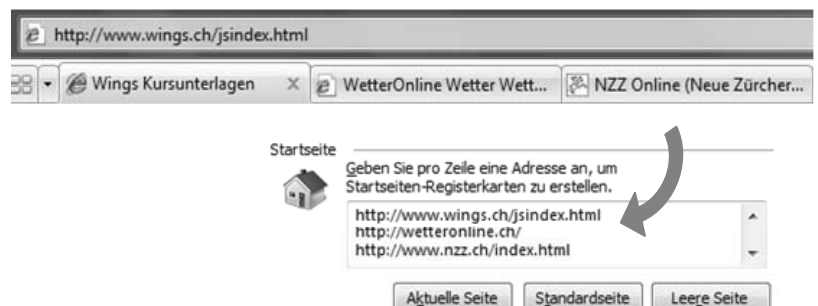 http://www.wings.ch/jsindex.html
Wings Kursunterlagen
WetterOnline Wetter Wett...
NZZ Online (Neue Zürcher...
Startseite
Geben Sie pro Zeile eine Adresse an, um
Startseiten-Registerkarten zu erstellen.
http://www.wings.ch/jsindex.html
http://wetteronline.ch/
http://www.nzz.ch/index.html
Aktuelle Seite
Standardseite
Leere Seite